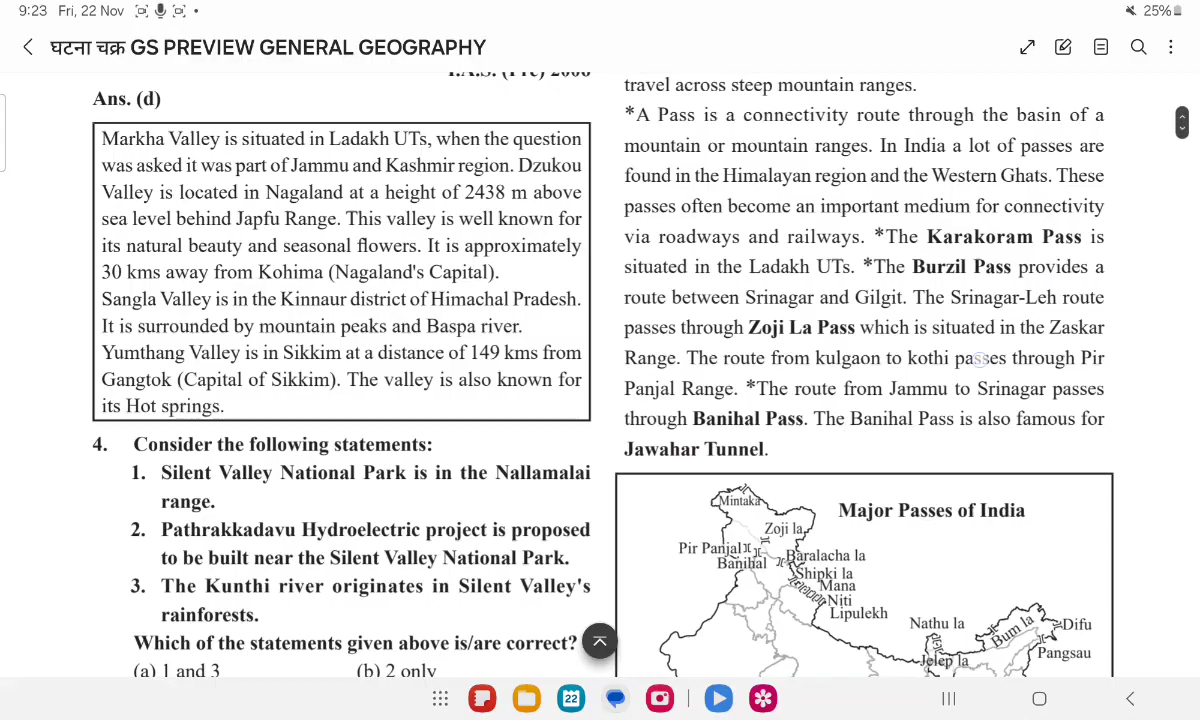 9:23 Fri, 22 Nov
25%
घटना चक्र GS PREVIEW GENERAL GEOGRAPHY
I.A.S. (Pre) 2006
Ans. (d)
Markha Valley is situated in Ladakh UTs, when the question
was asked it was part of Jammu and Kashmir region. Dzukou
Valley is located in Nagaland at a height of 2438 m above
sea level behind Japfu Range. This valley is well known for
its natural beauty and seasonal flowers. It is approximately
30 kms away from Kohima (Nagaland's Capital).
Sangla Valley is in the Kinnaur district of Himachal Pradesh.
It is surrounded by mountain peaks and Baspa river.
Yumthang Valley is in Sikkim at a distance of 149 kms from
Gangtok (Capital of Sikkim). The valley is also known for
its Hot springs.
4. Consider the following statements:
1. Silent Valley National Park is in the Nallamalai
range.
2. Pathrakkadavu Hydroelectric project is proposed
to be built near the Silent Valley National Park.
3. The Kunthi river originates in Silent Valley's
rainforests.
Which of the statements given above is/are correct?
(a) 1 and 3 (b) 2 only
travel across steep mountain ranges.
*A Pass is a connectivity route through the basin of a
mountain or mountain ranges. In India a lot of passes are
found in the Himalayan region and the Western Ghats. These
passes often become an important medium for connectivity
via roadways and railways. *The Karakoram Pass is
situated in the Ladakh UTs. *The Burzil Pass provides a
route between Srinagar and Gilgit. The Srinagar-Leh route
passes through Zoji La Pass which is situated in the Zaskar
Range. The route from kulgaon to kothi passes through Pir
Panjal Range. *The route from Jammu to Srinagar passes
through Banihal Pass. The Banihal Pass is also famous for
Jawahar Tunnel.
Major Passes of India
Mintaka
Zoji la
Pir Panjal
Banihal
Baralacha la
Shipki la
Mana
Niti
Lipulekh
Nathu la
Jelep la
Bum la
Difu
Pangsau
22